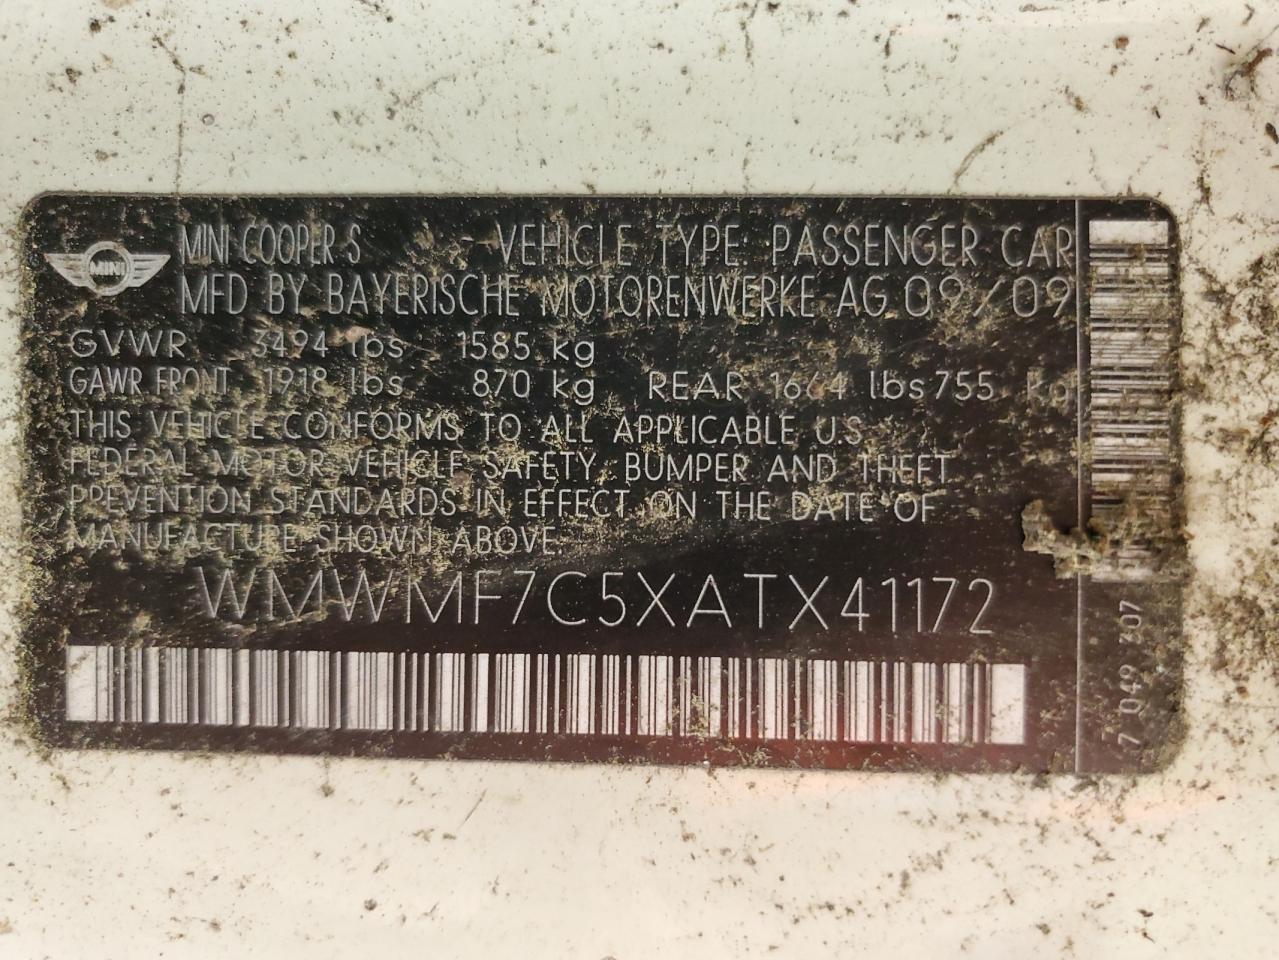 MINI COOPER S VEHICLE TYPE: PASSENGER CAR
MINI
MFD BY BAYERISCHE MOTORENWERKE AG 09/09
GVWR 3494 lbs 1585 kg
GAWR FRONT 1918 lbs 870 kg REAR 1664 lbs 755 kg
THIS VEHICLE CONFORMS TO ALL APPLICABLE U.S.
FEDERAL MOTOR VEHICLE SAFETY, BUMPER AND THEFT
PREVENTION STANDARDS IN EFFECT ON THE DATE OF
MANUFACTURE SHOWN ABOVE.
WMWMF7C5XATX41172
7 049 307